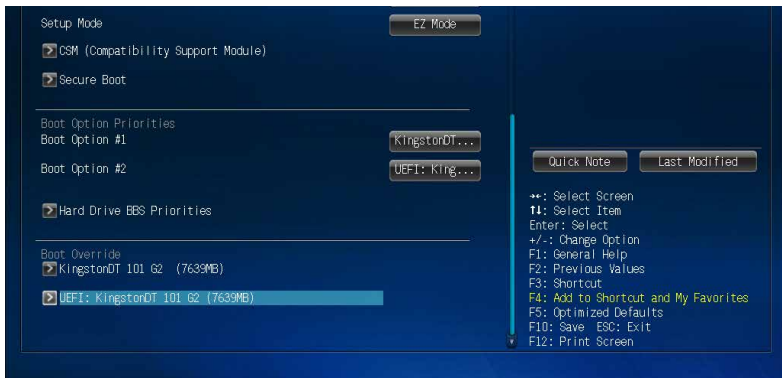 Setup Mode
EZ Mode
CSM (Compatibility Support Module)
Secure Boot
Boot Option Priorities
Boot Option #1
KingstonDT...
Boot Option #2
UEFI: King...
Hard Drive BBS Priorities
Boot Override
KingstonDT 101 G2 (7639MB)
UEFI: KingstonDT 101 G2 (7639MB)
Quick Note
Last Modified
→←: Select Screen
↑↓: Select Item
Enter: Select
+/-: Change Option
F1: General Help
F2: Previous Values
F3: Shortcut
F4: Add to Shortcut and My Favorites
F5: Optimized Defaults
F10: Save ESC: Exit
F12: Print Screen